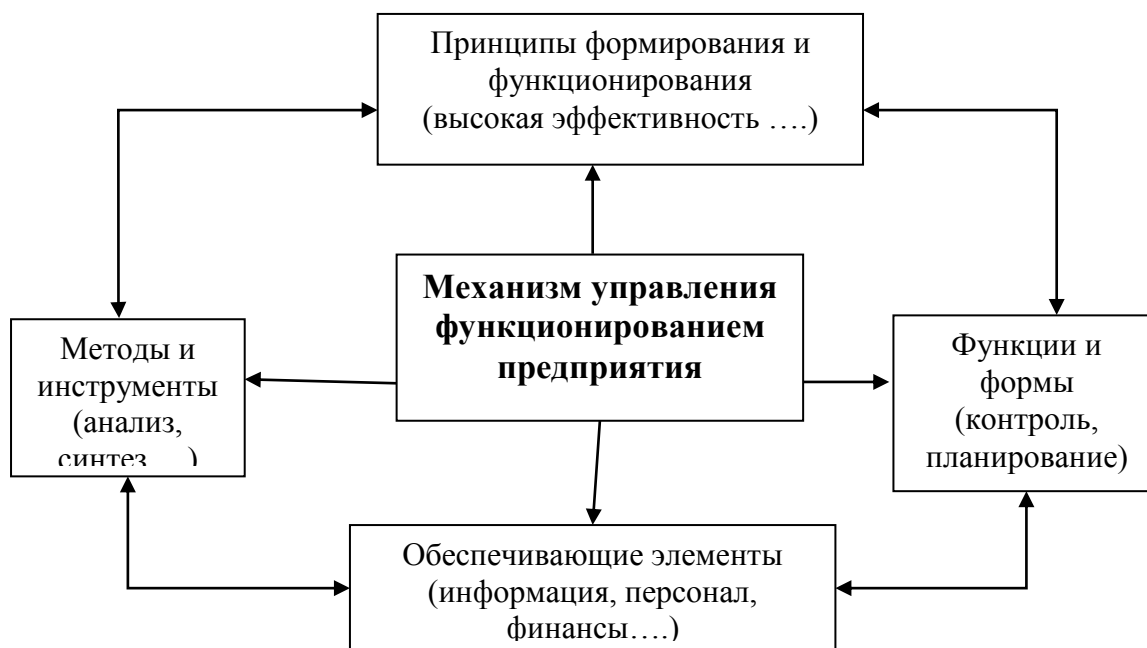 Принципы формирования и
функционирования
(высокая эффективность ….)
Механизм управления
функционированием
предприятия
Методы и
инструменты
(анализ,
синтез …)
Функции и
формы
(контроль,
планирование)
Обеспечивающие элементы
(информация, персонал,
финансы….)